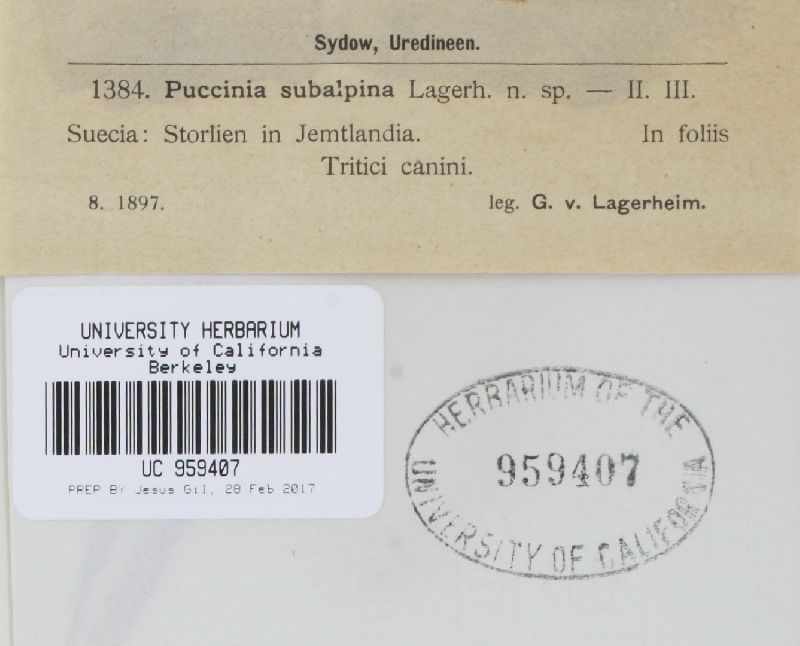 Sydow, Uredineen.
1384. Puccinia subalpina Lagerh. n. sp. — II. III.
Suecia: Storlien in Jemtlandia. In foliis
Tritici canini.
8. 1897. leg. G. v. Lagerheim.
UNIVERSITY HERBARIUM
University of California
Berkeley
UC 959407
PREP BY Jesus Gil, 28 Feb 2017
HERBARIUM OF THE
959407
UNIVERSITY OF CALIFORNIA